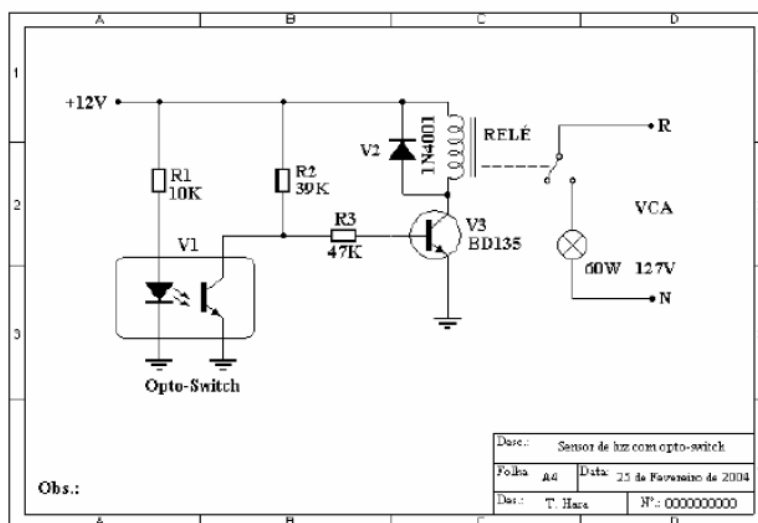 A B C D
1
+12V
V2
1N4001
RELÉ
R
R1
10K
R2
39K
2
R3
47K
V3
BD135
VCA
V1
60W 127V
N
3
Opto-Switch
Desc.: Sensor de luz com opto-switch
Folha: A4 Data: 25 de Fevereiro de 2004
Des.: T. Hara Nº.: 0000000000
Obs.:
A B C D